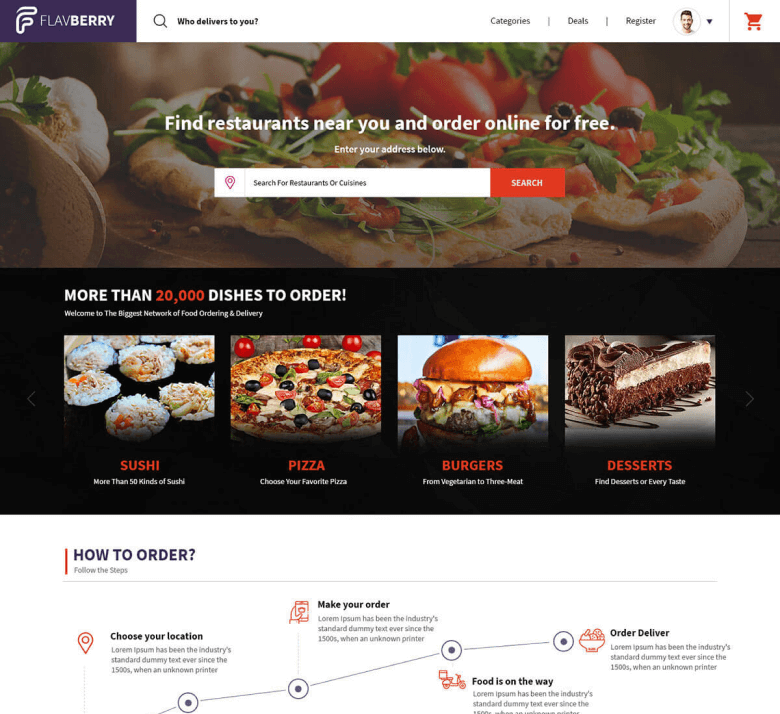 FLAVBERRY
Who delivers to you?
Categories | Deals | Register
Find restaurants near you and order online for free.
Enter your address below.
Search For Restaurants Or Cuisines
SEARCH
MORE THAN 20,000 DISHES TO ORDER!
Welcome to The Biggest Network of Food Ordering & Delivery
SUSHI
More Than 50 Kinds of Sushi
PIZZA
Choose Your Favorite Pizza
BURGERS
From Vegetarian to Three-Meat
DESSERTS
Find Desserts or Every Taste
HOW TO ORDER?
Follow the Steps
Choose your location
Lorem Ipsum has been the industry's
standard dummy text ever since the
1500s, when an unknown printer
Make your order
Lorem Ipsum has been the industry's
standard dummy text ever since the
1500s, when an unknown printer
Food is on the way
Lorem Ipsum has been the industry's
standard dummy text ever since the
1500s, when an unknown printer
Order Deliver
Lorem Ipsum has been the industry's
standard dummy text ever since the
1500s, when an unknown printer